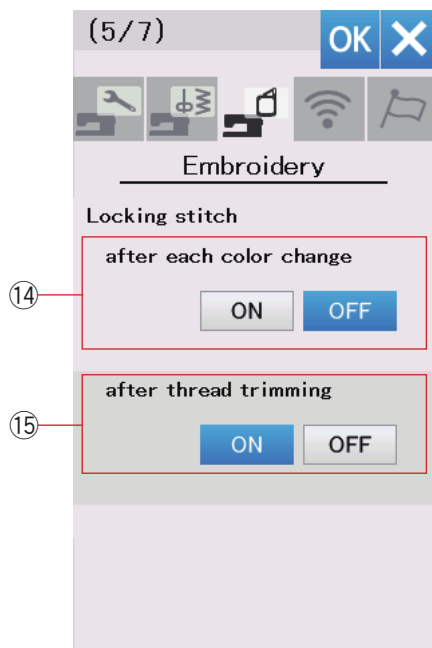 (5/7)
OK
Embroidery
Locking stitch
after each color change
⑭
ON OFF
after thread trimming
⑮
ON OFF